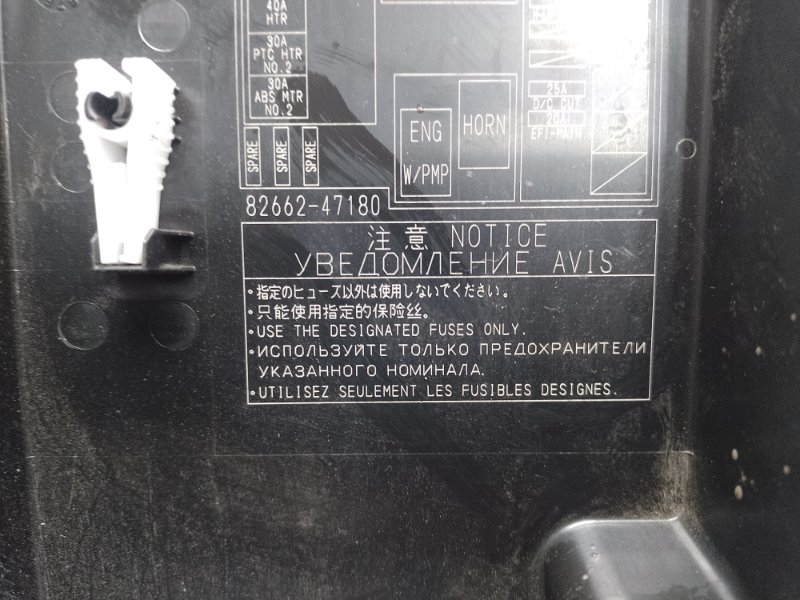 40A
HTR
30A
PTC HTR
NO.2
30A
ABS MTR
NO.2
SPARE
SPARE
SPARE
ENG
W/PMP
HORN
25A
D/C CUT
20A
EFI-MAIN
82662-47180
注 意 NOTICE
УВЕДОМЛЕНИЕ AVIS
・指定のヒューズ以外は使用しないでください。
・只能使用指定的保险丝。
・USE THE DESIGNATED FUSES ONLY.
・ИСПОЛЬЗУЙТЕ ТОЛЬКО ПРЕДОХРАНИТЕЛИ
УКАЗАННОГО НОМИНАЛА.
・UTILISEZ SEULEMENT LES FUSIBLES DESIGNES.